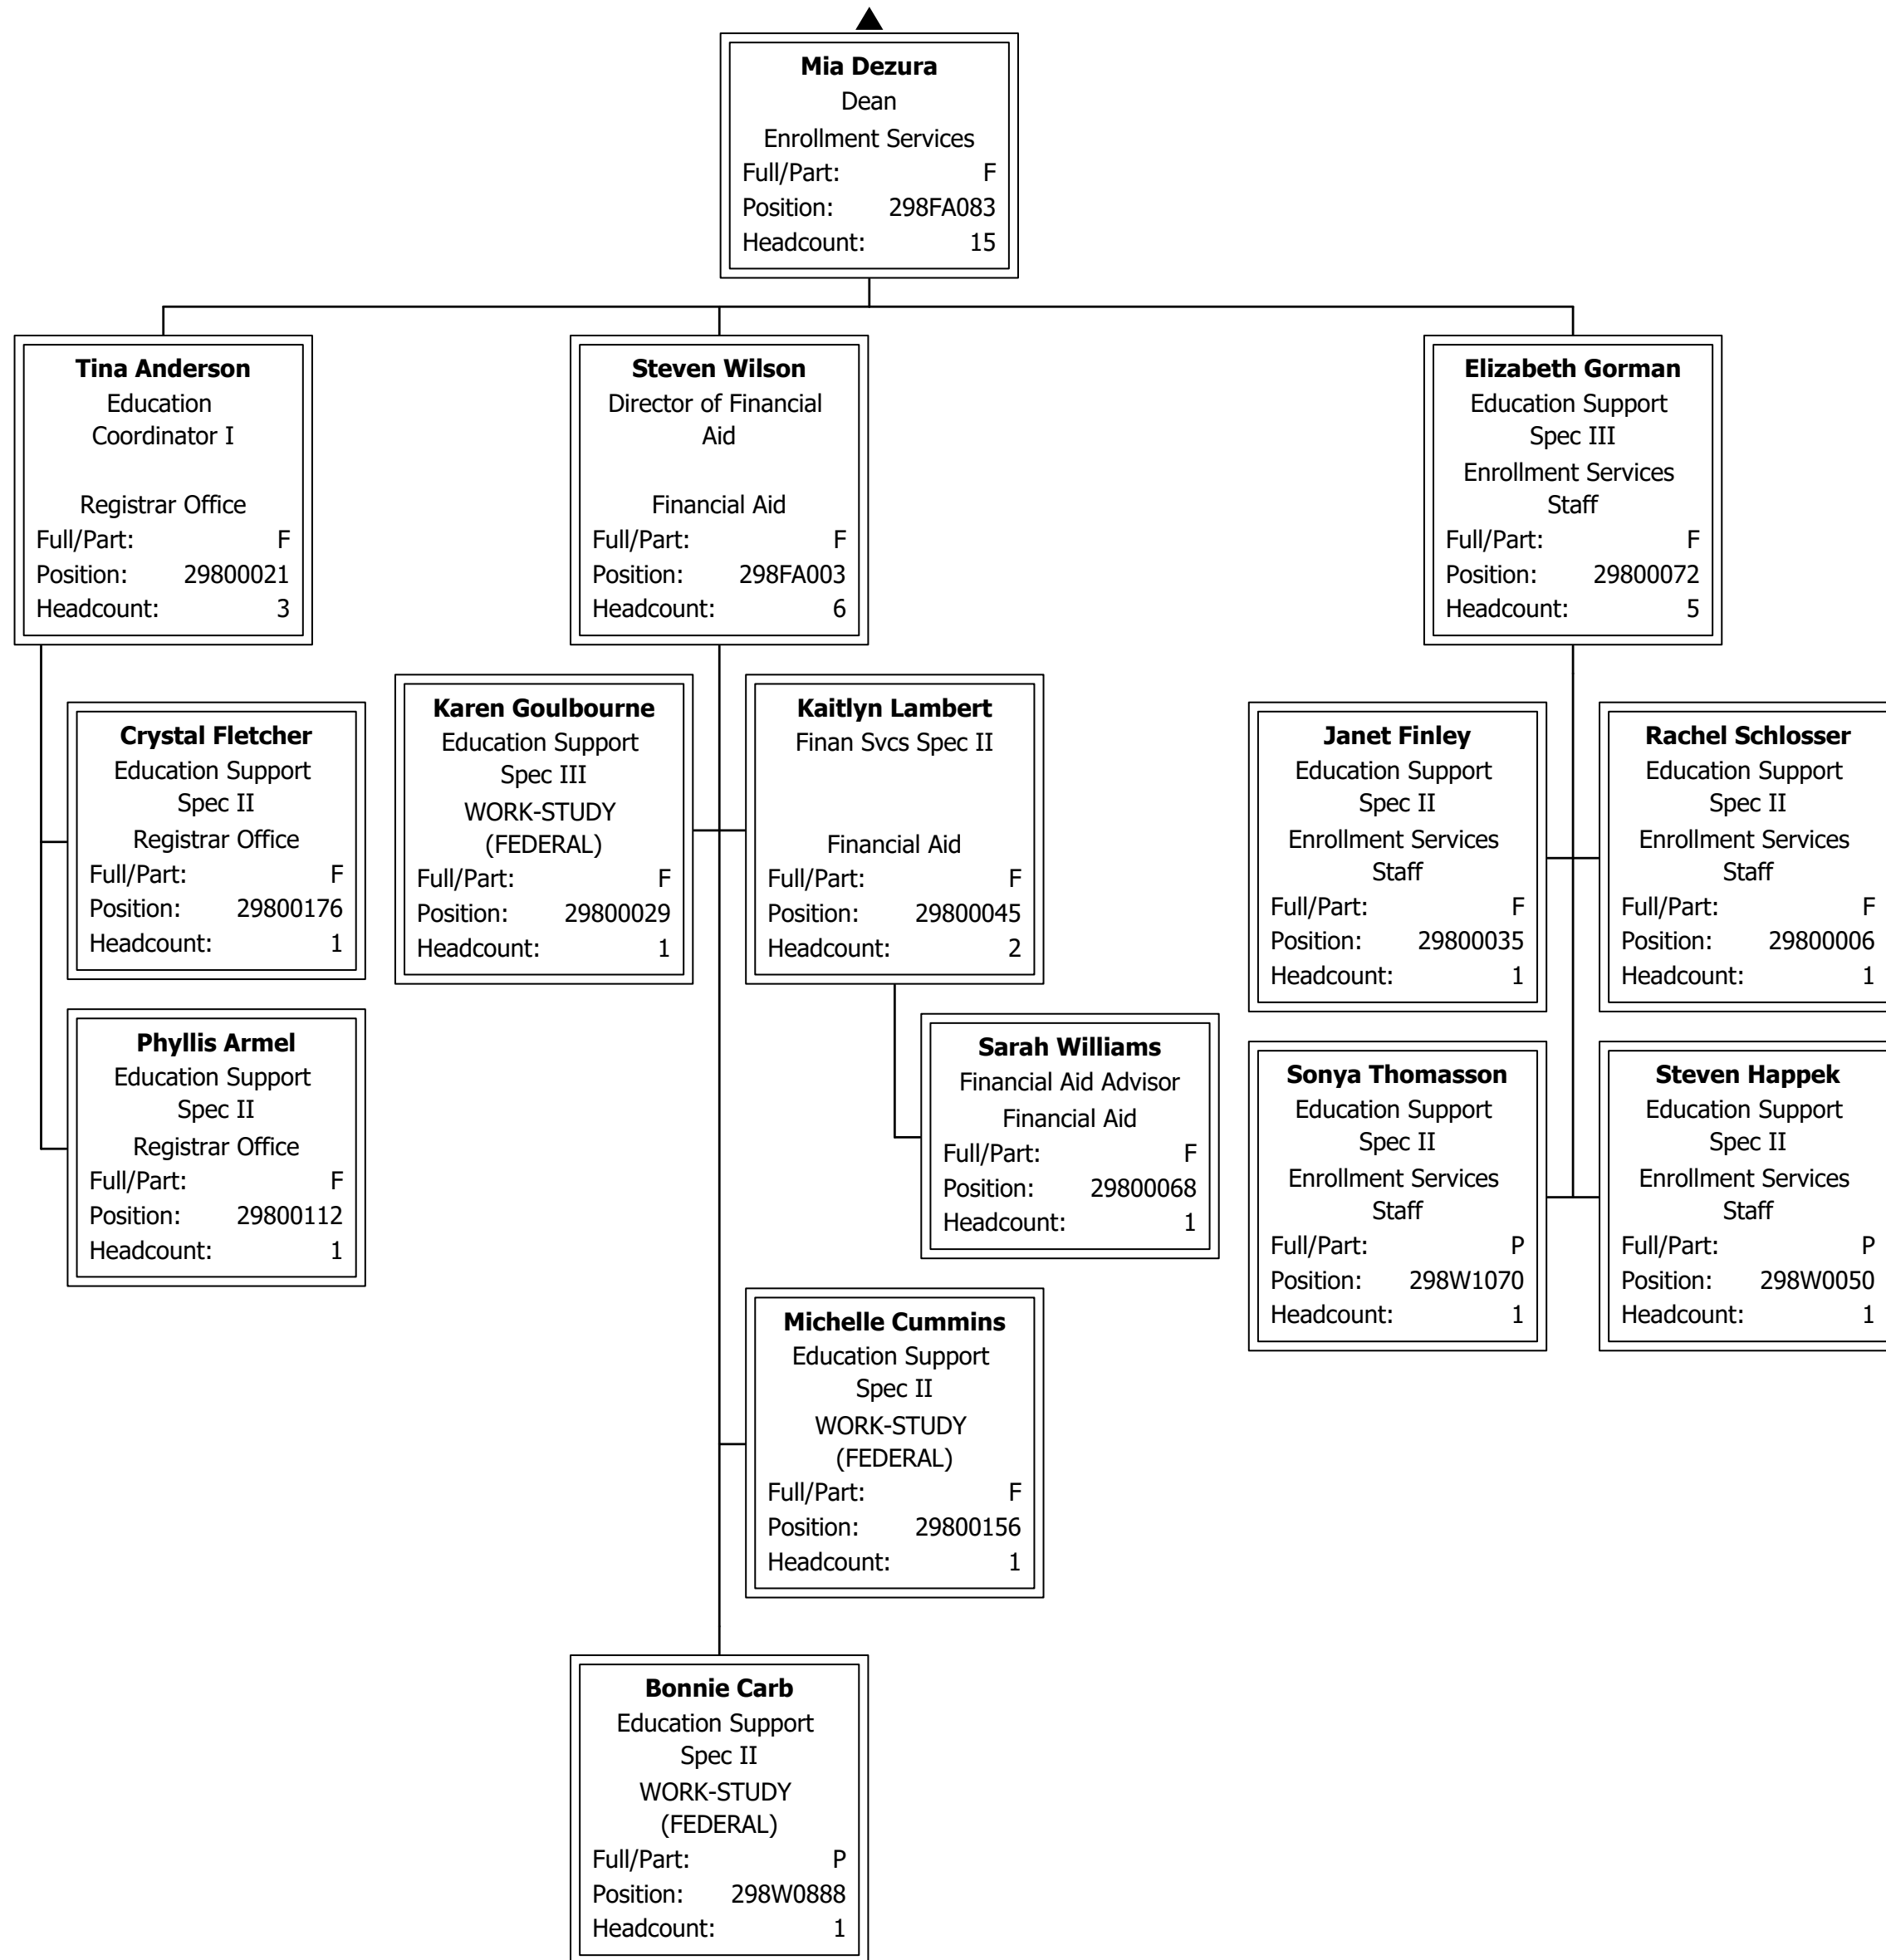 Mia Dezura
Dean
Enrollment Services
Full/Part: F
Position: 298FA083
Headcount: 15
Tina Anderson
Education
Coordinator I
Registrar Office
Full/Part: F
Position: 29800021
Headcount: 3
Steven Wilson
Director of Financial
Aid
Financial Aid
Full/Part: F
Position: 298FA003
Headcount: 6
Elizabeth Gorman
Education Support
Spec III
Enrollment Services
Staff
Full/Part: F
Position: 29800072
Headcount: 5
Crystal Fletcher
Education Support
Spec II
Registrar Office
Full/Part: F
Position: 29800176
Headcount: 1
Phyllis Armel
Education Support
Spec II
Registrar Office
Full/Part: F
Position: 29800112
Headcount: 1
Karen Goulbourne
Education Support
Spec III
WORK-STUDY
(FEDERAL)
Full/Part: F
Position: 29800029
Headcount: 1
Kaitlyn Lambert
Finan Svcs Spec II
Financial Aid
Full/Part: F
Position: 29800045
Headcount: 2
Sarah Williams
Financial Aid Advisor
Financial Aid
Full/Part: F
Position: 29800068
Headcount: 1
Michelle Cummins
Education Support
Spec II
WORK-STUDY
(FEDERAL)
Full/Part: F
Position: 29800156
Headcount: 1
Bonnie Carb
Education Support
Spec II
WORK-STUDY
(FEDERAL)
Full/Part: P
Position: 298W0888
Headcount: 1
Janet Finley
Education Support
Spec II
Enrollment Services
Staff
Full/Part: F
Position: 29800035
Headcount: 1
Rachel Schlosser
Education Support
Spec II
Enrollment Services
Staff
Full/Part: F
Position: 29800006
Headcount: 1
Sonya Thomasson
Education Support
Spec II
Enrollment Services
Staff
Full/Part: P
Position: 298W1070
Headcount: 1
Steven Happek
Education Support
Spec II
Enrollment Services
Staff
Full/Part: P
Position: 298W0050
Headcount: 1